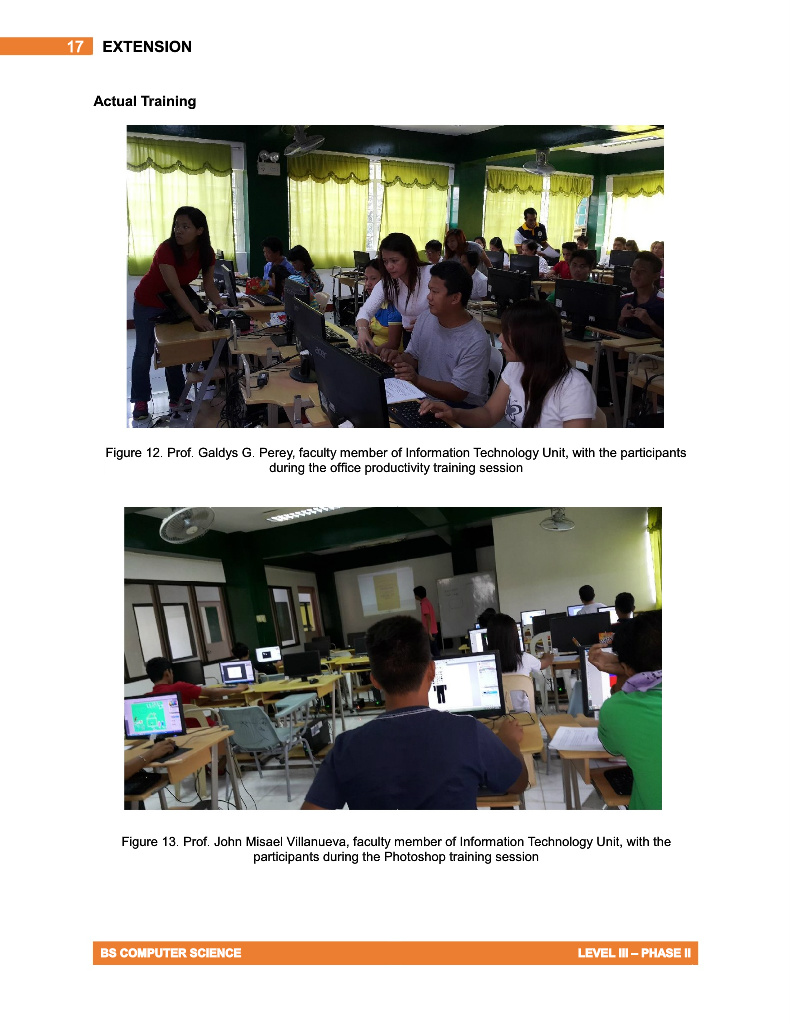 17 EXTENSION
Actual Training
Figure 12. Prof. Galdys G. Perey, faculty member of Information Technology Unit, with the participants
during the office productivity training session
Figure 13. Prof. John Misael Villanueva, faculty member of Information Technology Unit, with the
participants during the Photoshop training session
BS COMPUTER SCIENCE LEVEL III – PHASE II